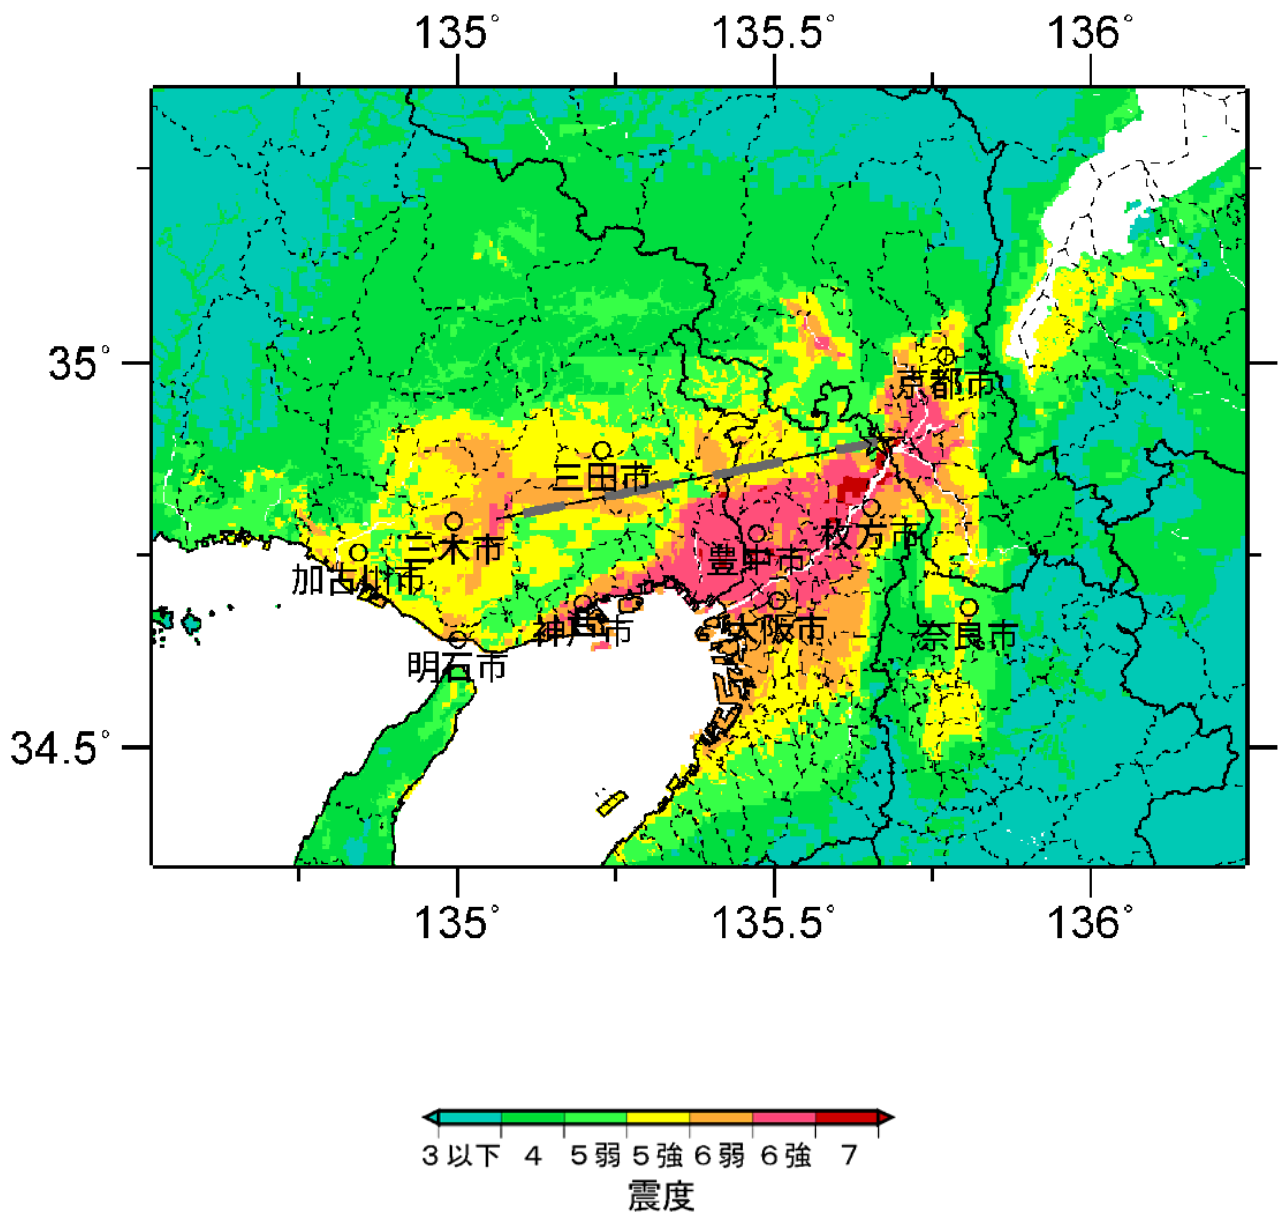 135° 135.5° 136°
35°
京都市
三田市
三木市
枚方市
豊中市
加古川市
神戸市
大阪市
奈良市
明石市
34.5°
135° 135.5° 136°
3以下 4 5弱 5強 6弱 6強 7
震度